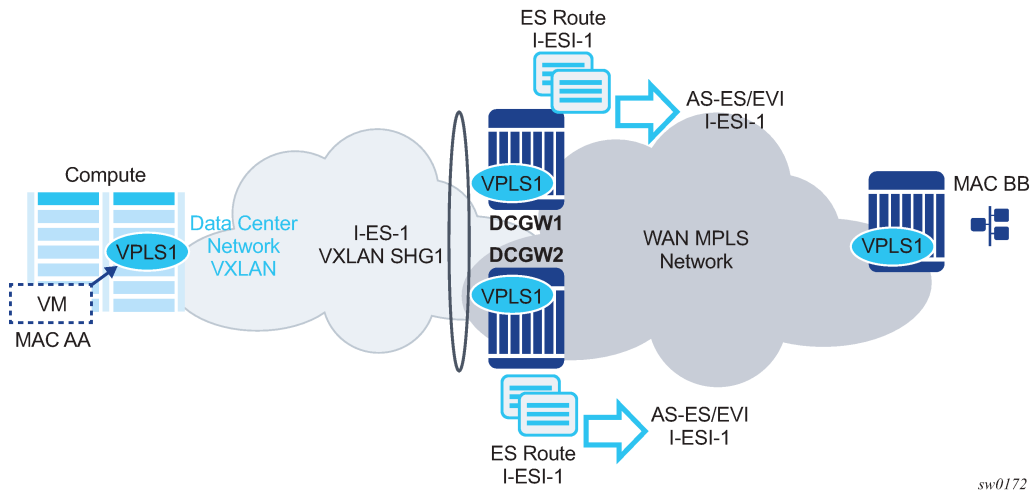 ES Route
I-ESI-1
AS-ES/EVI
I-ESI-1
Compute
VPLS1
MAC BB
Data Center
Network
VXLAN
I-ES-1
VXLAN SHG1
DCGW1
DCGW2
WAN MPLS
Network
VPLS1
VPLS1
VM
VPLS1
MAC AA
AS-ES/EVI
I-ESI-1
ES Route
I-ESI-1
sw0172